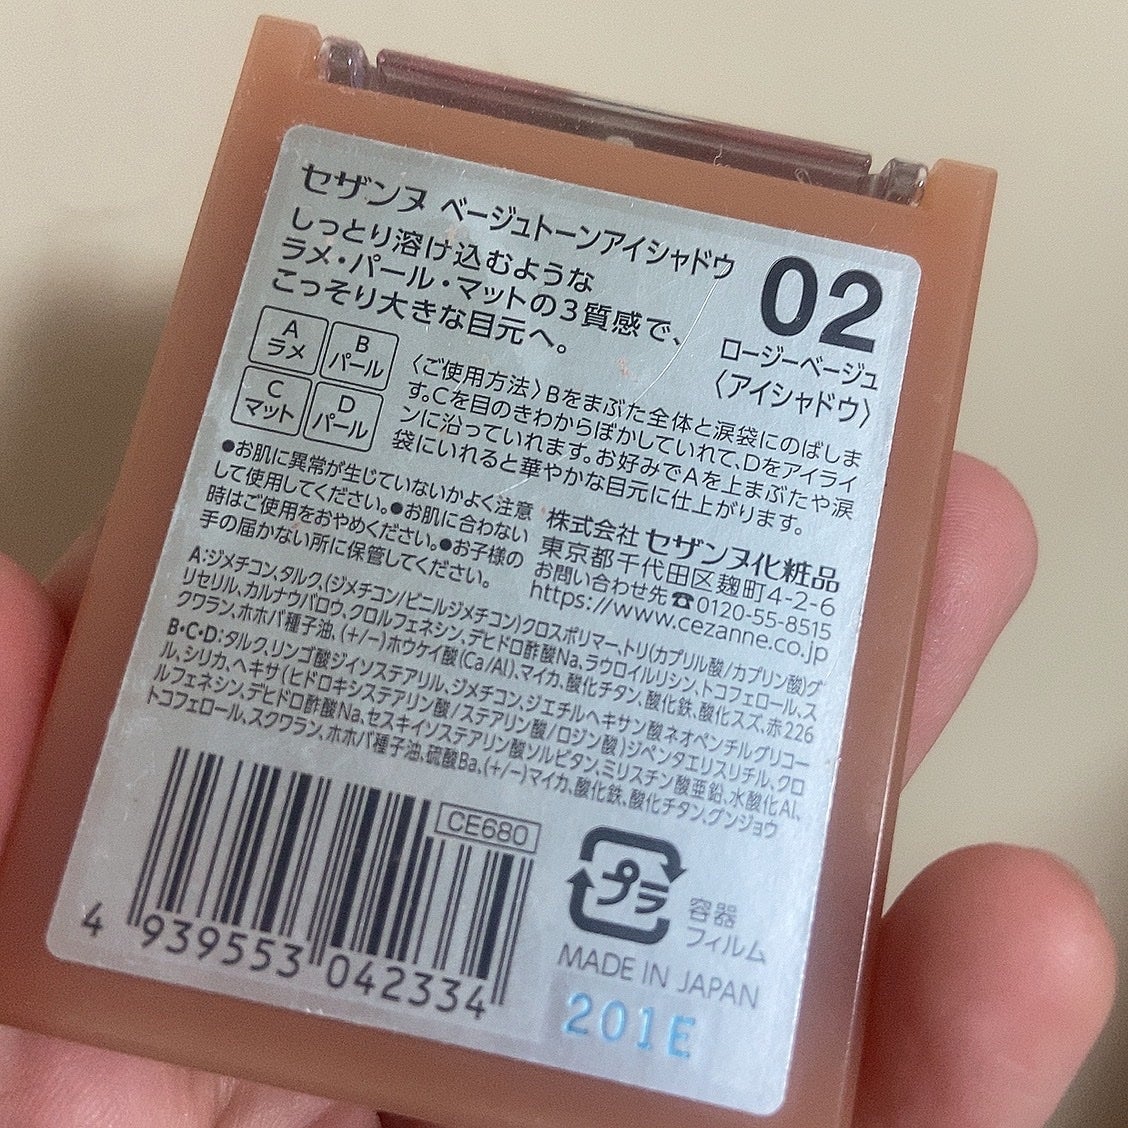 セザンヌ ベージュトーンアイシャドウ
しっとり溶け込むような
ラメ・パール・マットの3質感で、
こっそり大きな目元へ。
02
ロージーベージュ
〈アイシャドウ〉
A
ラメ
B
パール
C
マット
D
パール
〈ご使用方法〉Bをまぶた全体と涙袋にのばしま
す。Cを目のきわからぼかしていれて、Dをアイライ
ンに沿っていれます。お好みでAを上まぶたや涙
袋にいれると華やかな目元に仕上がります。
●お肌に異常が生じていないかよく注意
して使用してください。●お肌に合わない
時はご使用をおやめください。●お子様の
手の届かない所に保管してください。
株式会社 セザンヌ化粧品
東京都千代田区麹町4-2-6
お問い合わせ先☎0120-55-8515
https://www.cezanne.co.jp
A:ジメチコン、タルク、(ジメチコン/ビニルジメチコン)クロスポリマー、トリ(カプリル酸/カプリン酸)グ
リセリル、カルナウバロウ、クロルフェネシン、デヒドロ酢酸Na、ラウロイルリシン、トコフェロール、ス
クワラン、ホホバ種子油、(+/−)ホウケイ酸(Ca/Al)、マイカ、酸化チタン、酸化鉄、酸化スズ、赤226
B・C・D:タルク、リンゴ酸ジイソステアリル、ジメチコン、ジエチルヘキサン酸ネオペンチルグリコー
ル、シリカ、ヘキサ(ヒドロキシステアリン酸/ステアリン酸/ロジン酸)ジペンタエリスリチル、クロ
ルフェネシン、デヒドロ酢酸Na、セスキイソステアリン酸ソルビタン、ミリスチン酸亜鉛、水酸化Al、
トコフェロール、スクワラン、ホホバ種子油、硫酸Ba、(+/−)マイカ、酸化鉄、酸化チタン、グンジョウ
CE680
4 939553 042334
プラ
容器
フィルム
MADE IN JAPAN
201E